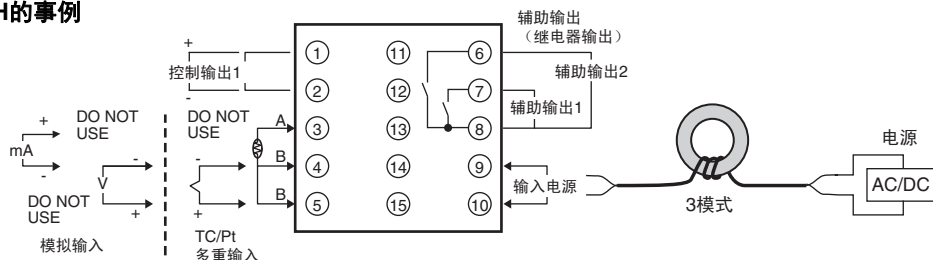 H的事例
辅助输出
（继电器输出）
+
控制输出1
-
1
2
3
4
5
11
12
13
14
15
6
7
8
9
10
辅助输出2
辅助输出1
输入电源
3模式
电源
AC/DC
+
mA
-
DO NOT
USE
V
-
+
DO NOT
USE
模拟输入
DO NOT
USE
-
+
A
B
B
TC/Pt
多重输入